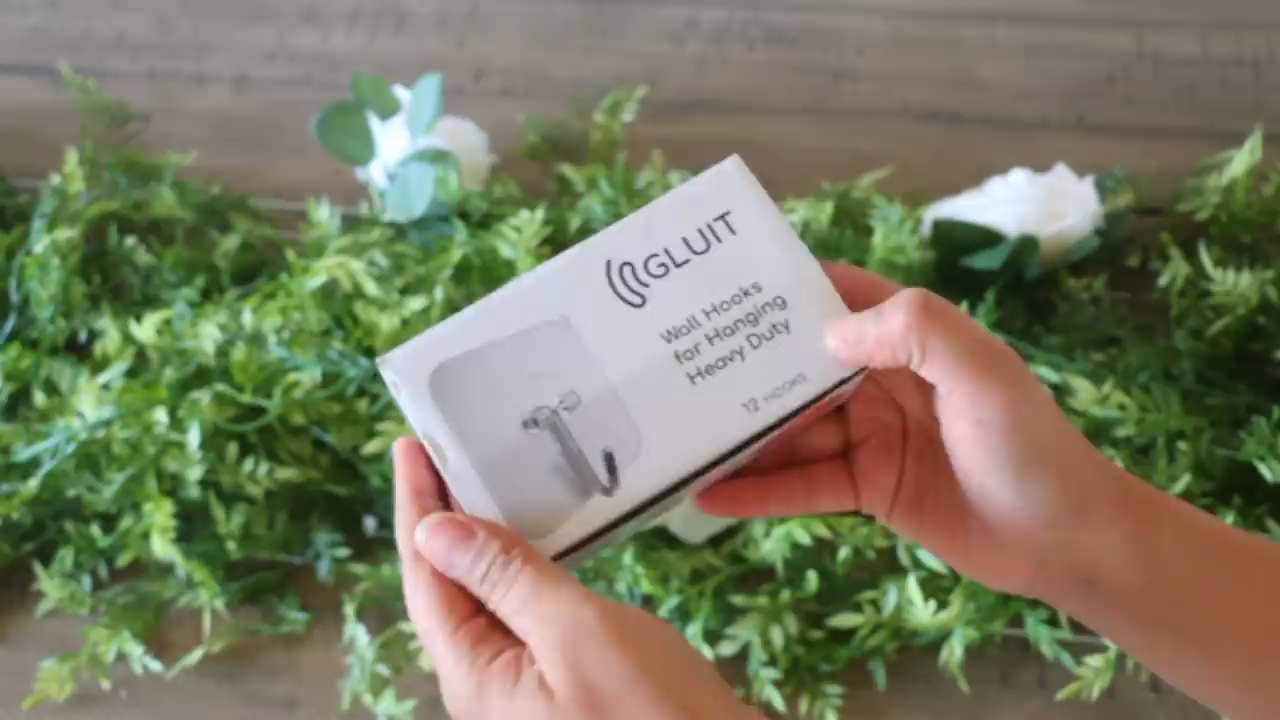 GLUIT
Wall Hooks
for Hanging
Heavy Duty
12 HOOKS